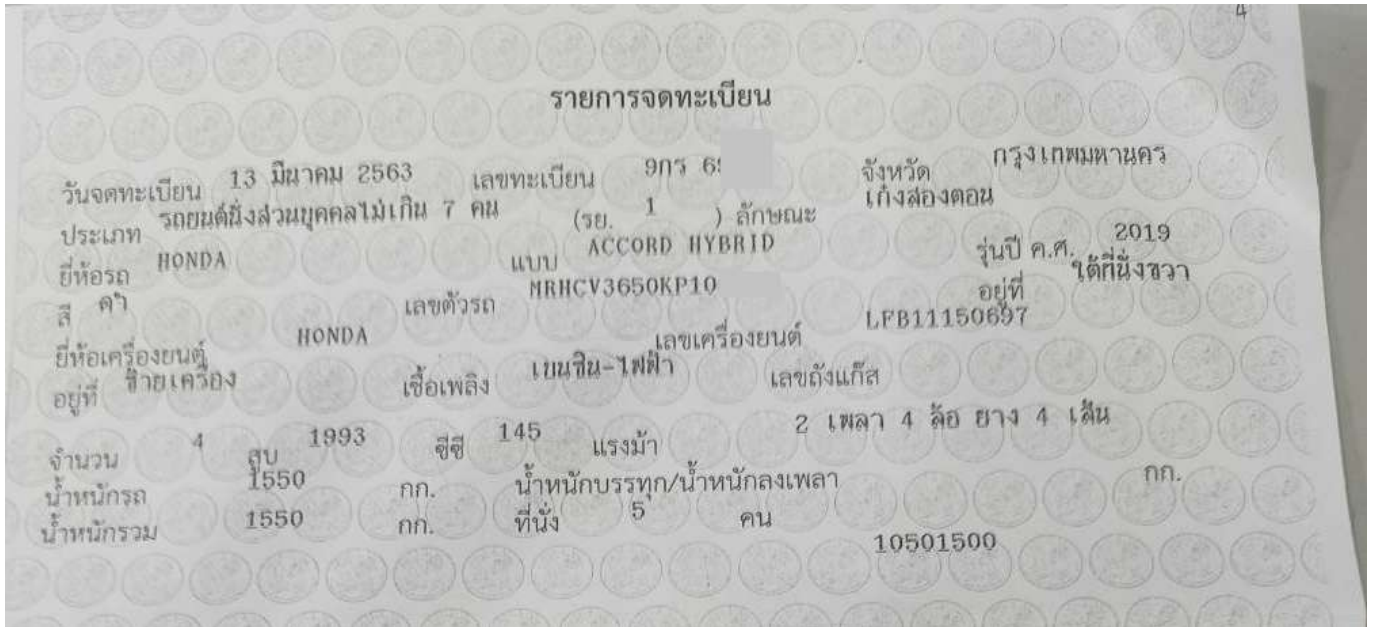 4
รายการจดทะเบียน
วันจดทะเบียน 13 มีนาคม 2563 เลขทะเบียน 9กร 6 จังหวัด กรุงเทพมหานคร
ประเภท รถยนต์นั่งส่วนบุคคลไม่เกิน 7 คน (รย. 1 ) ลักษณะ เก๋งสองตอน
ยี่ห้อรถ HONDA แบบ ACCORD HYBRID รุ่นปี ค.ศ. 2019
สี ดำ เลขตัวรถ MRHCV3650KP10 อยู่ที่ ใต้ที่นั่งขวา
ยี่ห้อเครื่องยนต์ HONDA เลขเครื่องยนต์ LFB11150697
อยู่ที่ ซ้ายเครื่อง เชื้อเพลิง เบนซิน-ไฟฟ้า เลขถังแก๊ส
จำนวน 4 สูบ 1993 ซีซี 145 แรงม้า 2 เพลา 4 ล้อ ยาง 4 เส้น
น้ำหนักรถ 1550 กก. น้ำหนักบรรทุก/น้ำหนักลงเพลา กก.
น้ำหนักรวม 1550 กก. ที่นั่ง 5 คน
10501500